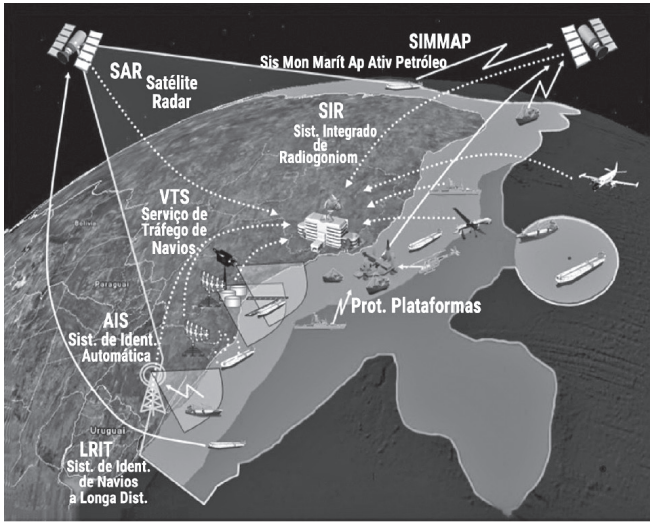 SIMMAP
Sis Mon Marít Ap Ativ Petróleo
SAR Satélite
Radar
SIR
Sist. Integrado
de
Radiogoniom
VTS
Serviço de
Tráfego de
Navios
Bolivia
Paraguai
Prot. Plataformas
AIS
Sist. de Ident.
Automática
Uruguai
LRIT
Sist. de Ident.
de Navios
a Longa Dist.